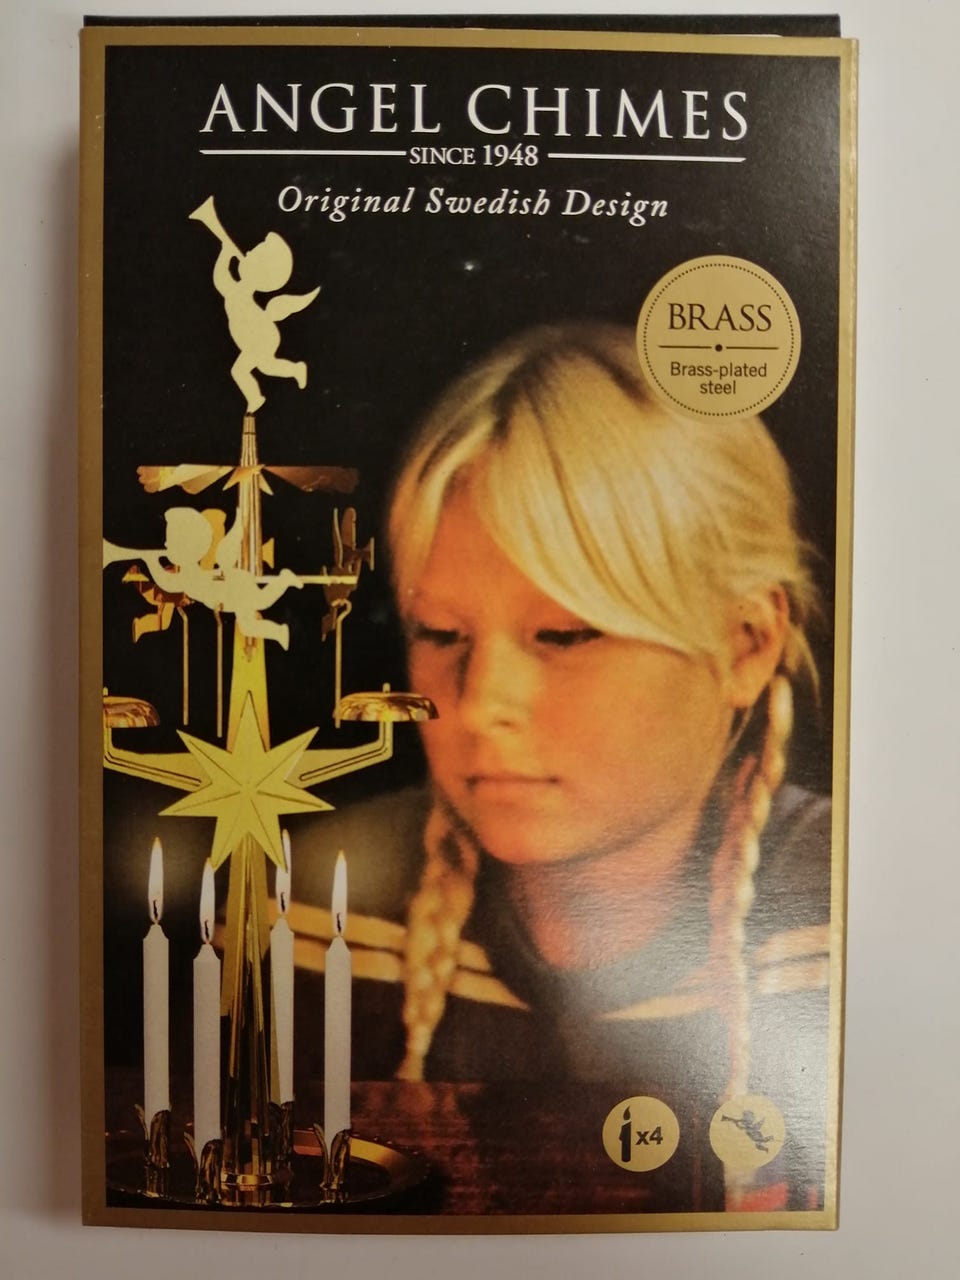 ANGEL CHIMES
SINCE 1948
Original Swedish Design
BRASS
Brass-plated
steel
x4